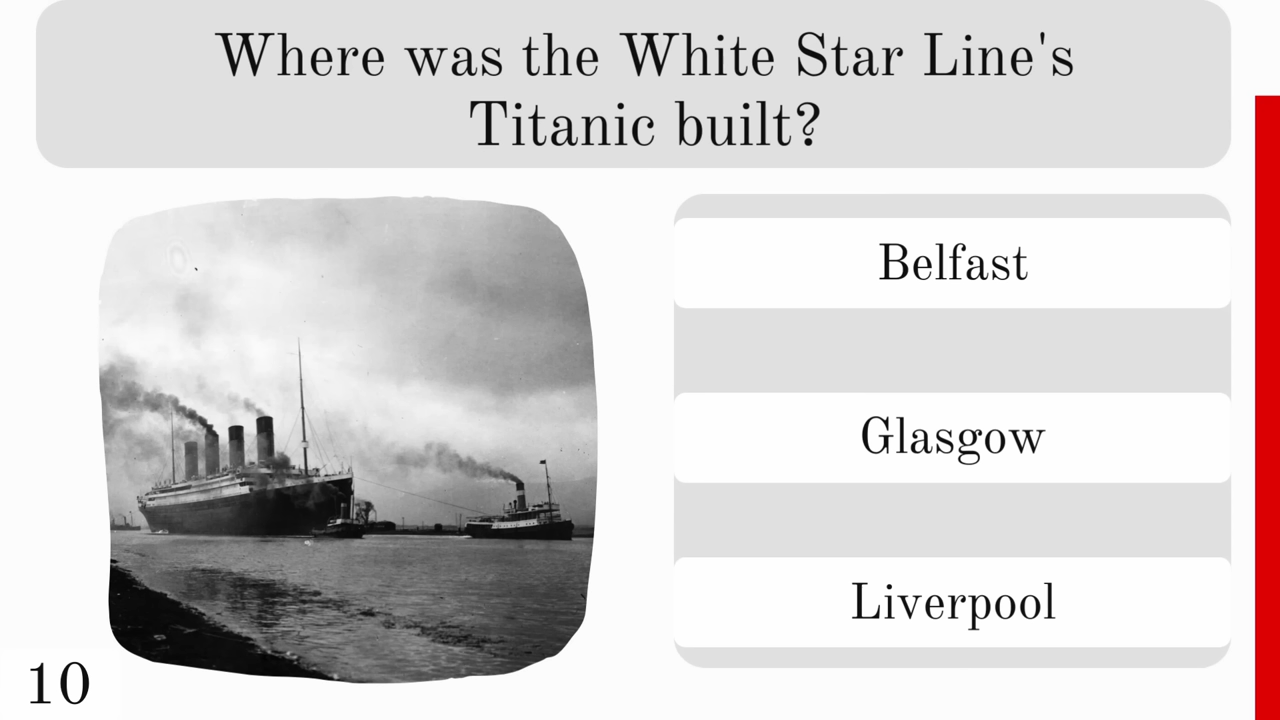 Where was the White Star Line's
Titanic built?
Belfast
Glasgow
Liverpool
10